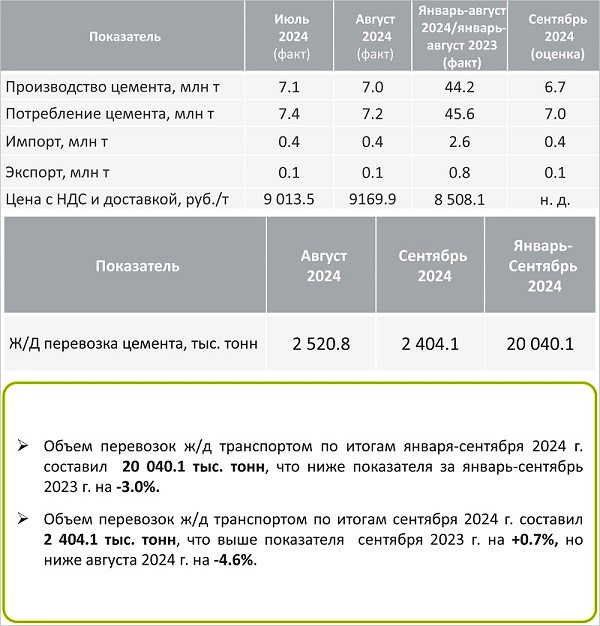 Показатель Июль 2024 (факт) Август 2024 (факт) Январь-август 2024/январь-август 2023 (факт) Сентябрь 2024 (оценка)
Производство цемента, млн т 7.1 7.0 44.2 6.7
Потребление цемента, млн т 7.4 7.2 45.6 7.0
Импорт, млн т 0.4 0.4 2.6 0.4
Экспорт, млн т 0.1 0.1 0.8 0.1
Цена с НДС и доставкой, руб./т 9 013.5 9169.9 8 508.1 н. д.
Показатель Август 2024 Сентябрь 2024 Январь-Сентябрь 2024
Ж/Д перевозка цемента, тыс. тонн 2 520.8 2 404.1 20 040.1
➢ Объем перевозок ж/д транспортом по итогам января-сентября 2024 г.
составил 20 040.1 тыс. тонн, что ниже показателя за январь-сентябрь
2023 г. на -3.0%.
➢ Объем перевозок ж/д транспортом по итогам сентября 2024 г. составил
2 404.1 тыс. тонн, что выше показателя сентября 2023 г. на +0.7%, но
ниже августа 2024 г. на -4.6%.